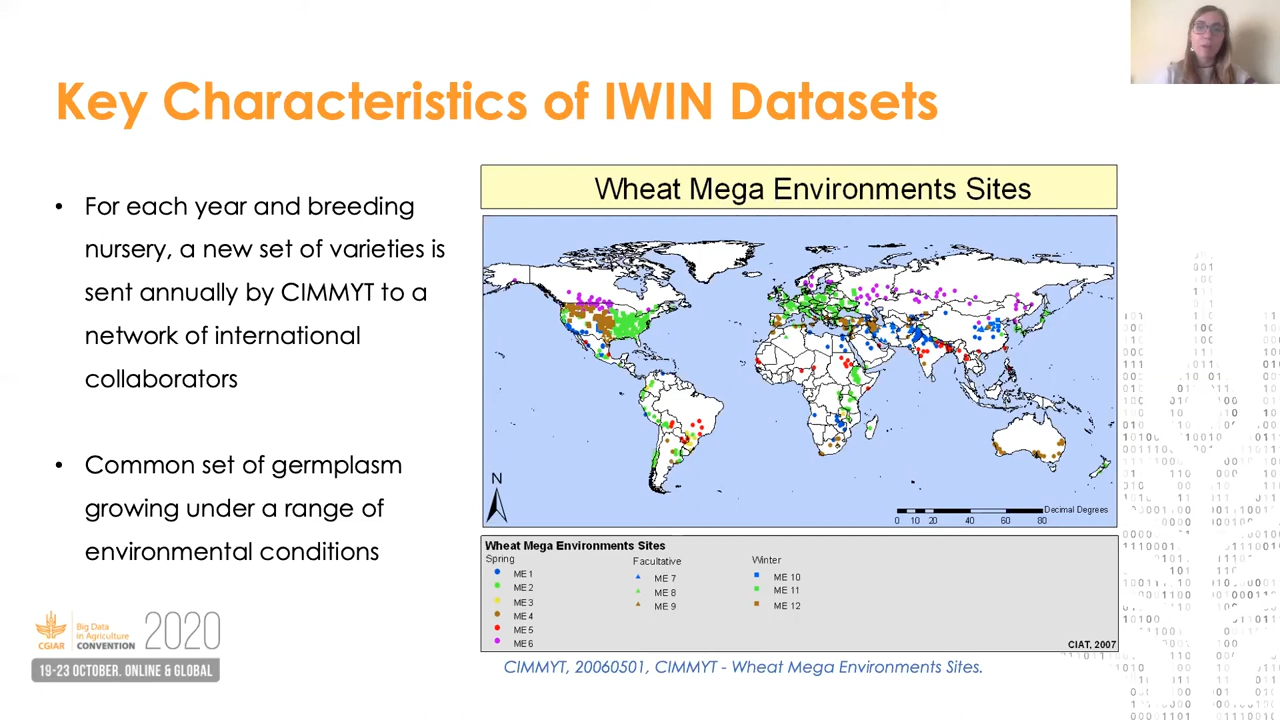 Key Characteristics of IWIN Datasets
• For each year and breeding
nursery, a new set of varieties is
sent annually by CIMMYT to a
network of international
collaborators
• Common set of germplasm
growing under a range of
environmental conditions
Wheat Mega Environments Sites
N
Decimal Degrees
0 10 20 40 60 80
Wheat Mega Environments Sites
Spring
ME 1
ME 2
ME 3
ME 4
ME 5
ME 6
Facultative
ME 7
ME 8
ME 9
Winter
ME 10
ME 11
ME 12
CIAT, 2007
CIMMYT, 20060501, CIMMYT - Wheat Mega Environments Sites.
CGIAR
Big Data
in Agriculture
CONVENTION
2020
19-23 OCTOBER. ONLINE & GLOBAL